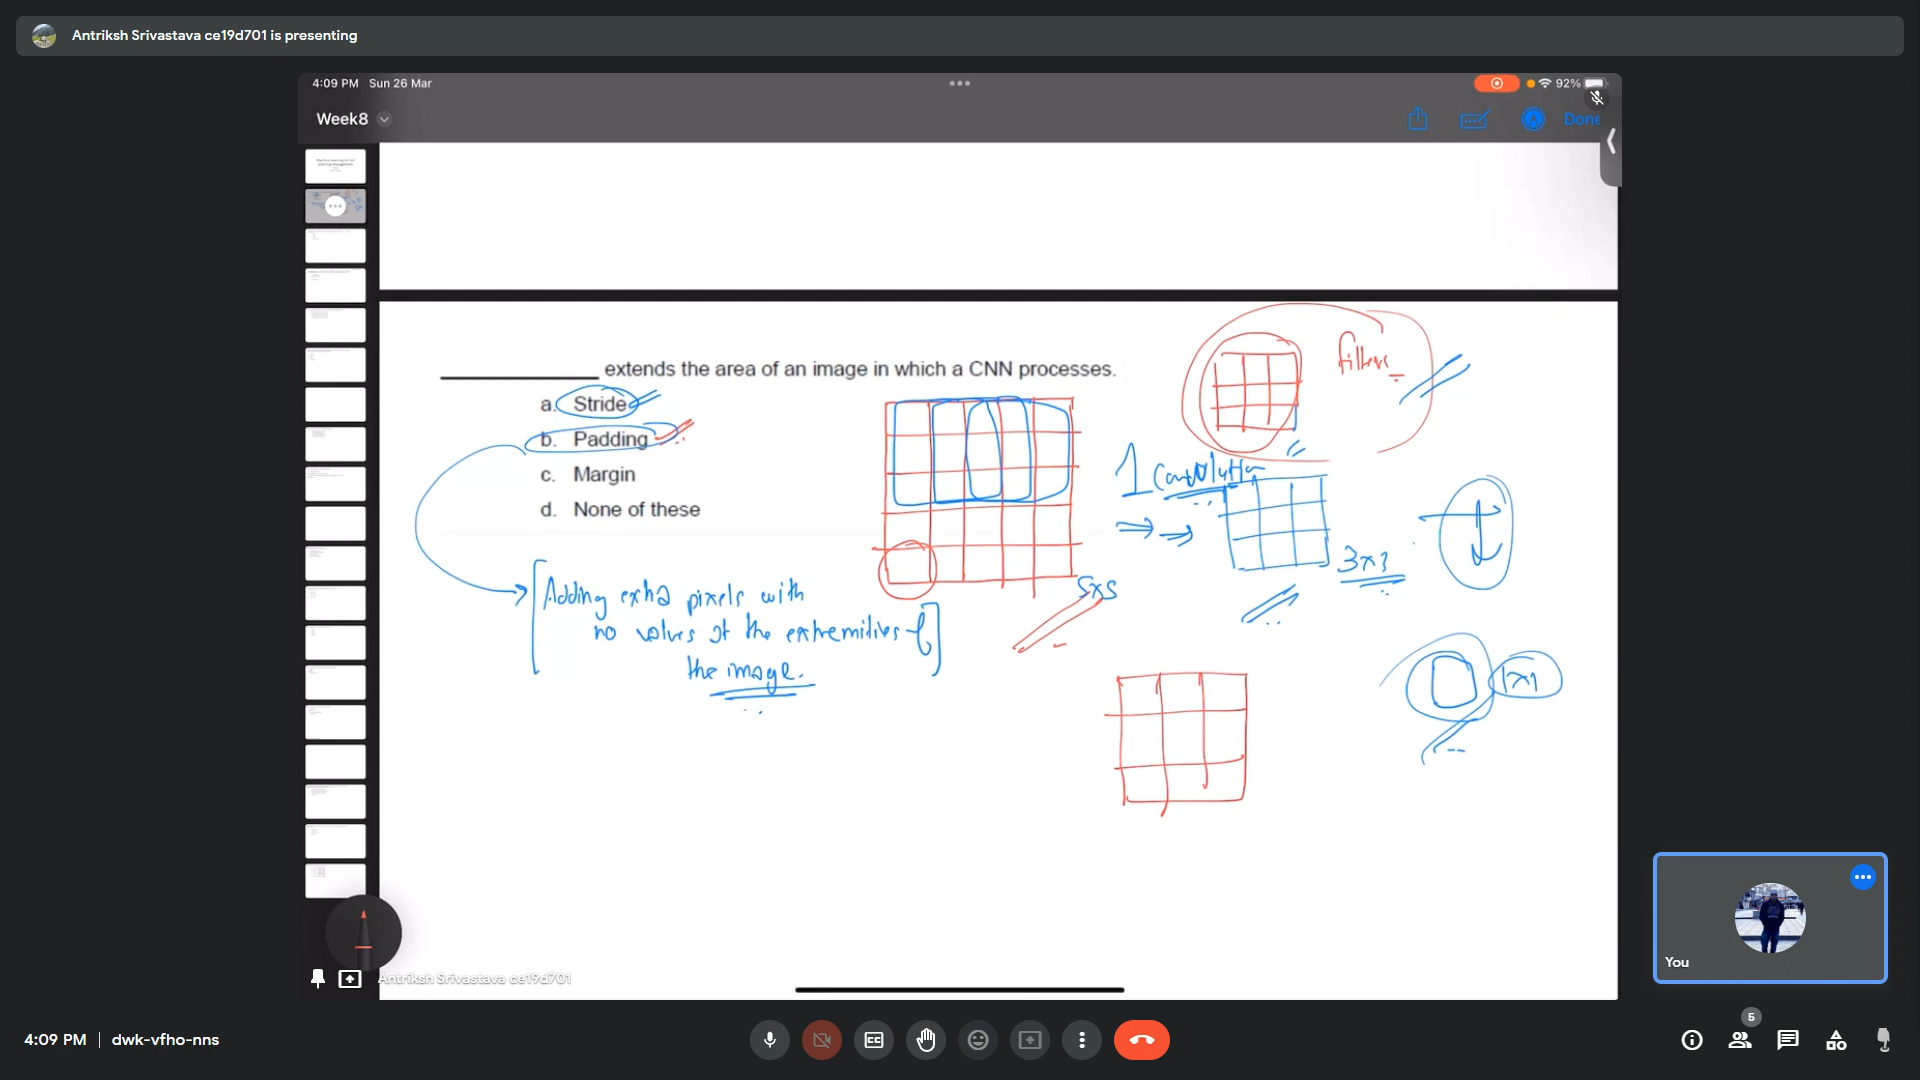 Antriksh Srivastava ce19d701 is presenting
4:09 PM Sun 26 Mar
92%
Week8
Done
filters
_____________ extends the area of an image in which a CNN processes.
a. Stride
b. Padding
c. Margin
d. None of these
1 Convolution
3x3
5x5
Adding extra pixels with
no values at the extremities of
the image.
1x1
You
Antriksh Srivastava ce19d701
5
4:09 PM | dwk-vfho-nns
CC